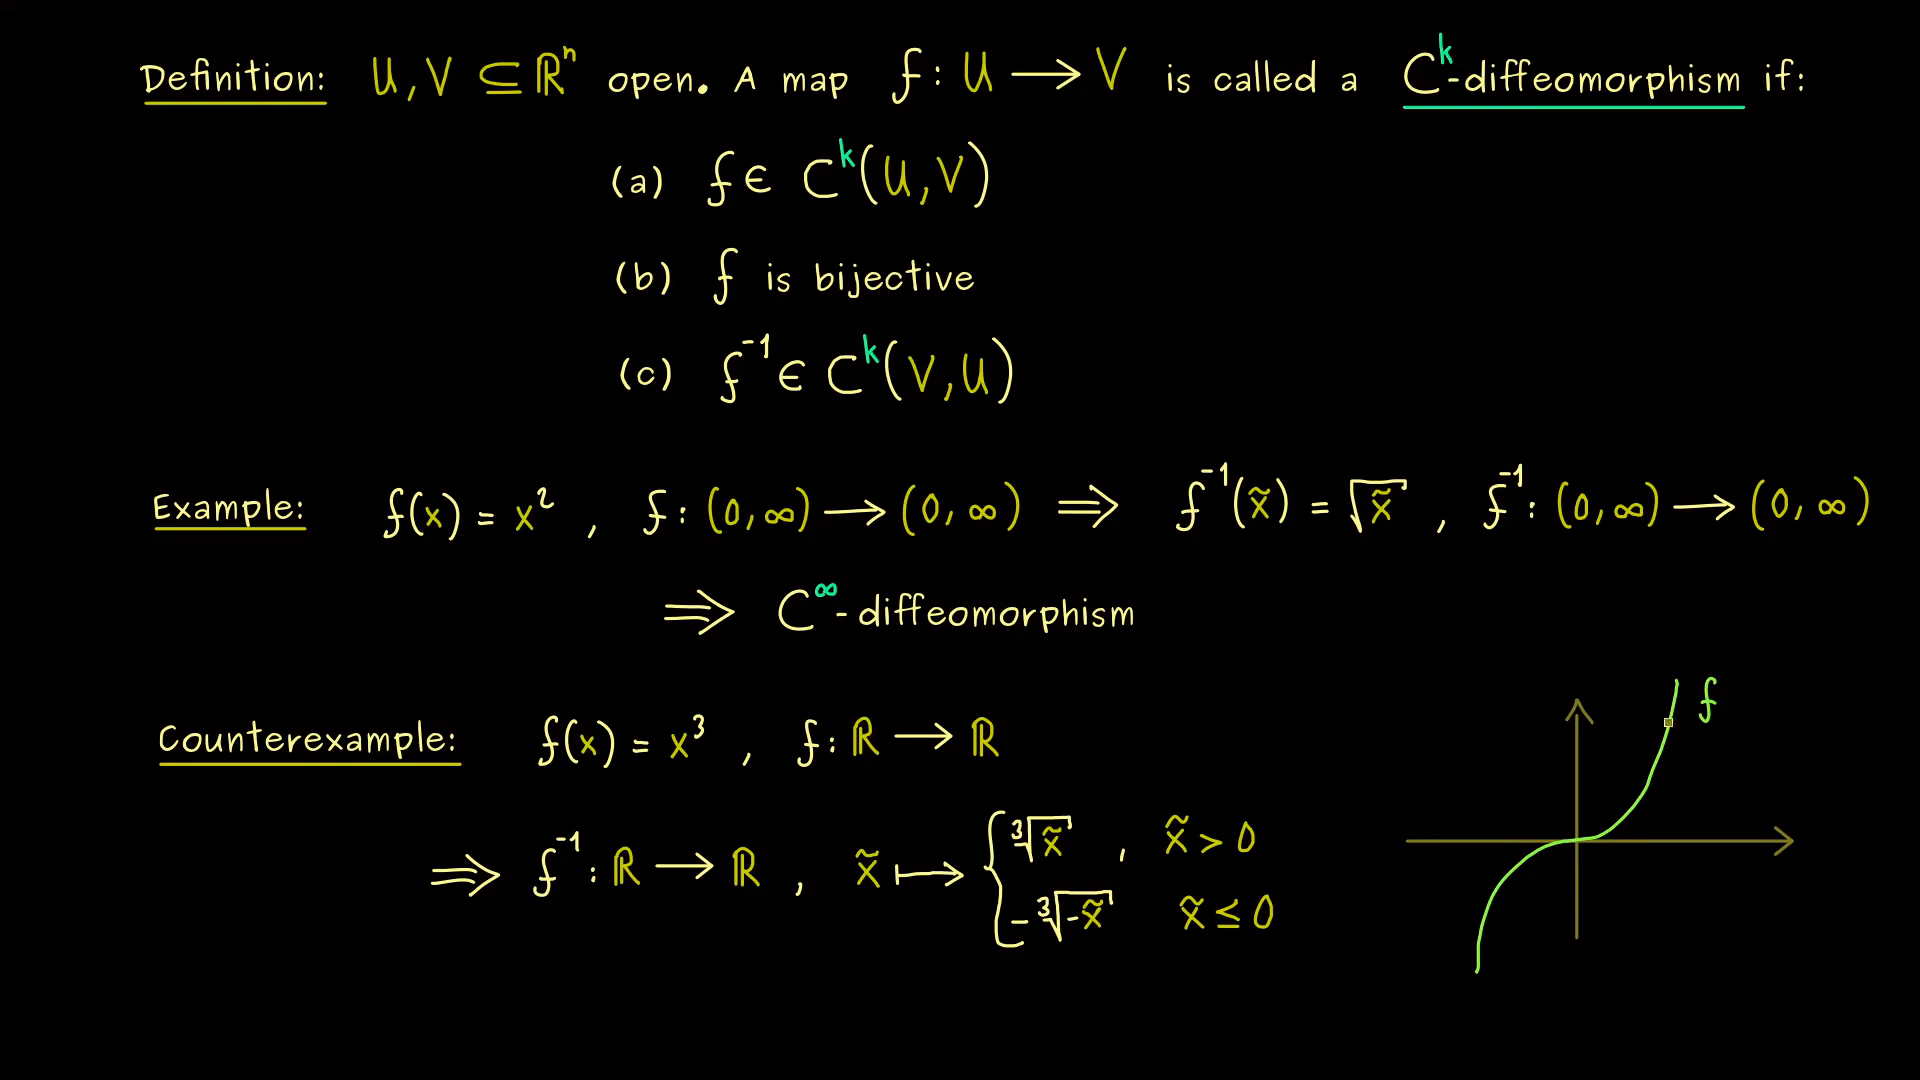 Definition: U, V ⊆ ℝⁿ open. A map f: U ⟶ V is called a Cᵏ-diffeomorphism if:
(a) f ∈ Cᵏ(U, V)
(b) f is bijective
(c) f⁻¹ ∈ Cᵏ(V, U)
Example: f(x) = x² , f: (0, ∞) ⟶ (0, ∞) ⟹ f⁻¹(x̃) = √x̃ , f⁻¹: (0, ∞) ⟶ (0, ∞)
⟹ C^∞-diffeomorphism
Counterexample: f(x) = x³ , f: ℝ ⟶ ℝ
f
⟹ f⁻¹: ℝ ⟶ ℝ , x̃ ⟼ { ∛x̃ , x̃ > 0
-∛-x̃ x̃ ≤ 0